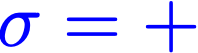 σ = +